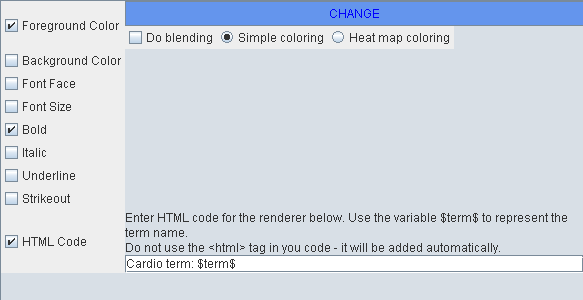 Foreground Color
CHANGE
Do blending Simple coloring Heat map coloring
Background Color
Font Face
Font Size
Bold
Italic
Underline
Strikeout
HTML Code
Enter HTML code for the renderer below. Use the variable $term$ to represent the
term name.
Do not use the <html> tag in you code - it will be added automatically.
Cardio term: $term$